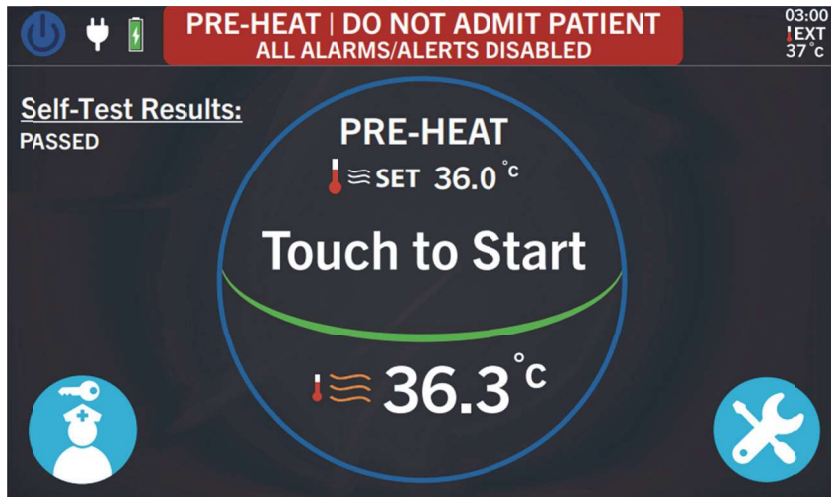 PRE-HEAT | DO NOT ADMIT PATIENT
ALL ALARMS/ALERTS DISABLED
03:00
EXT
37°c
Self-Test Results:
PASSED
PRE-HEAT
SET 36.0°c
Touch to Start
36.3°c